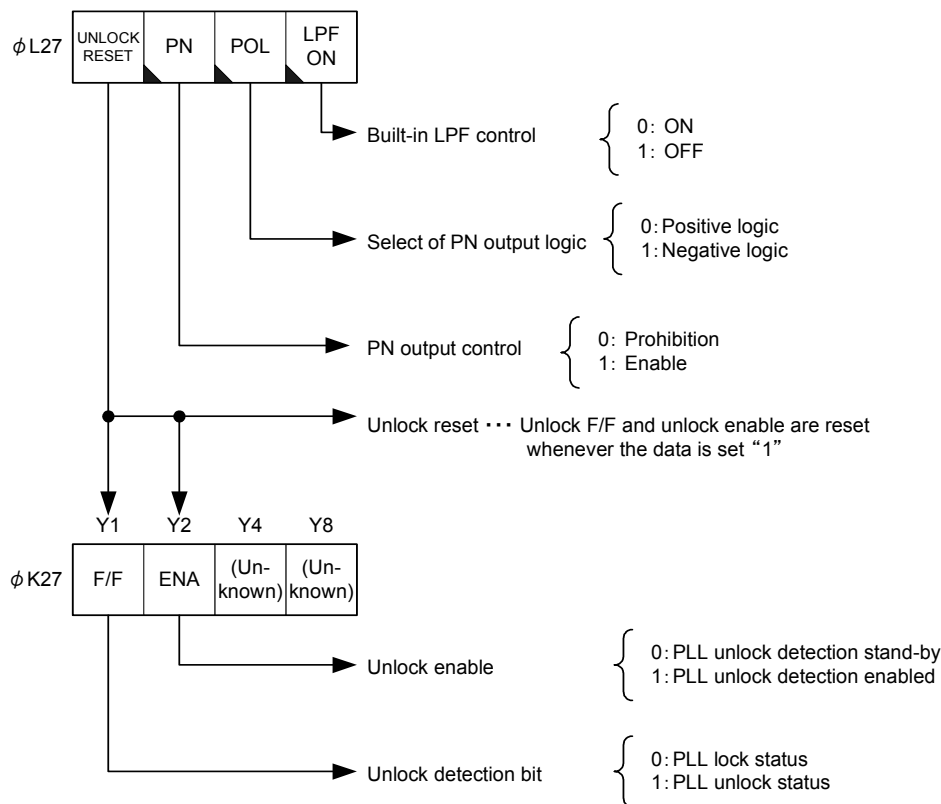 ϕL27
UNLOCK
RESET
PN
POL
LPF
ON
Built-in LPF control
0: ON
1: OFF
Select of PN output logic
0:Positive logic
1:Negative logic
PN output control
0: Prohibition
1: Enable
Unlock reset ・・・ Unlock F/F and unlock enable are reset
whenever the data is set “1”
Y1 Y2 Y4 Y8
ϕK27
F/F
ENA
(Un-
known)
(Un-
known)
Unlock enable
0:PLL unlock detection stand-by
1:PLL unlock detection enabled
Unlock detection bit
0:PLL lock status
1:PLL unlock status